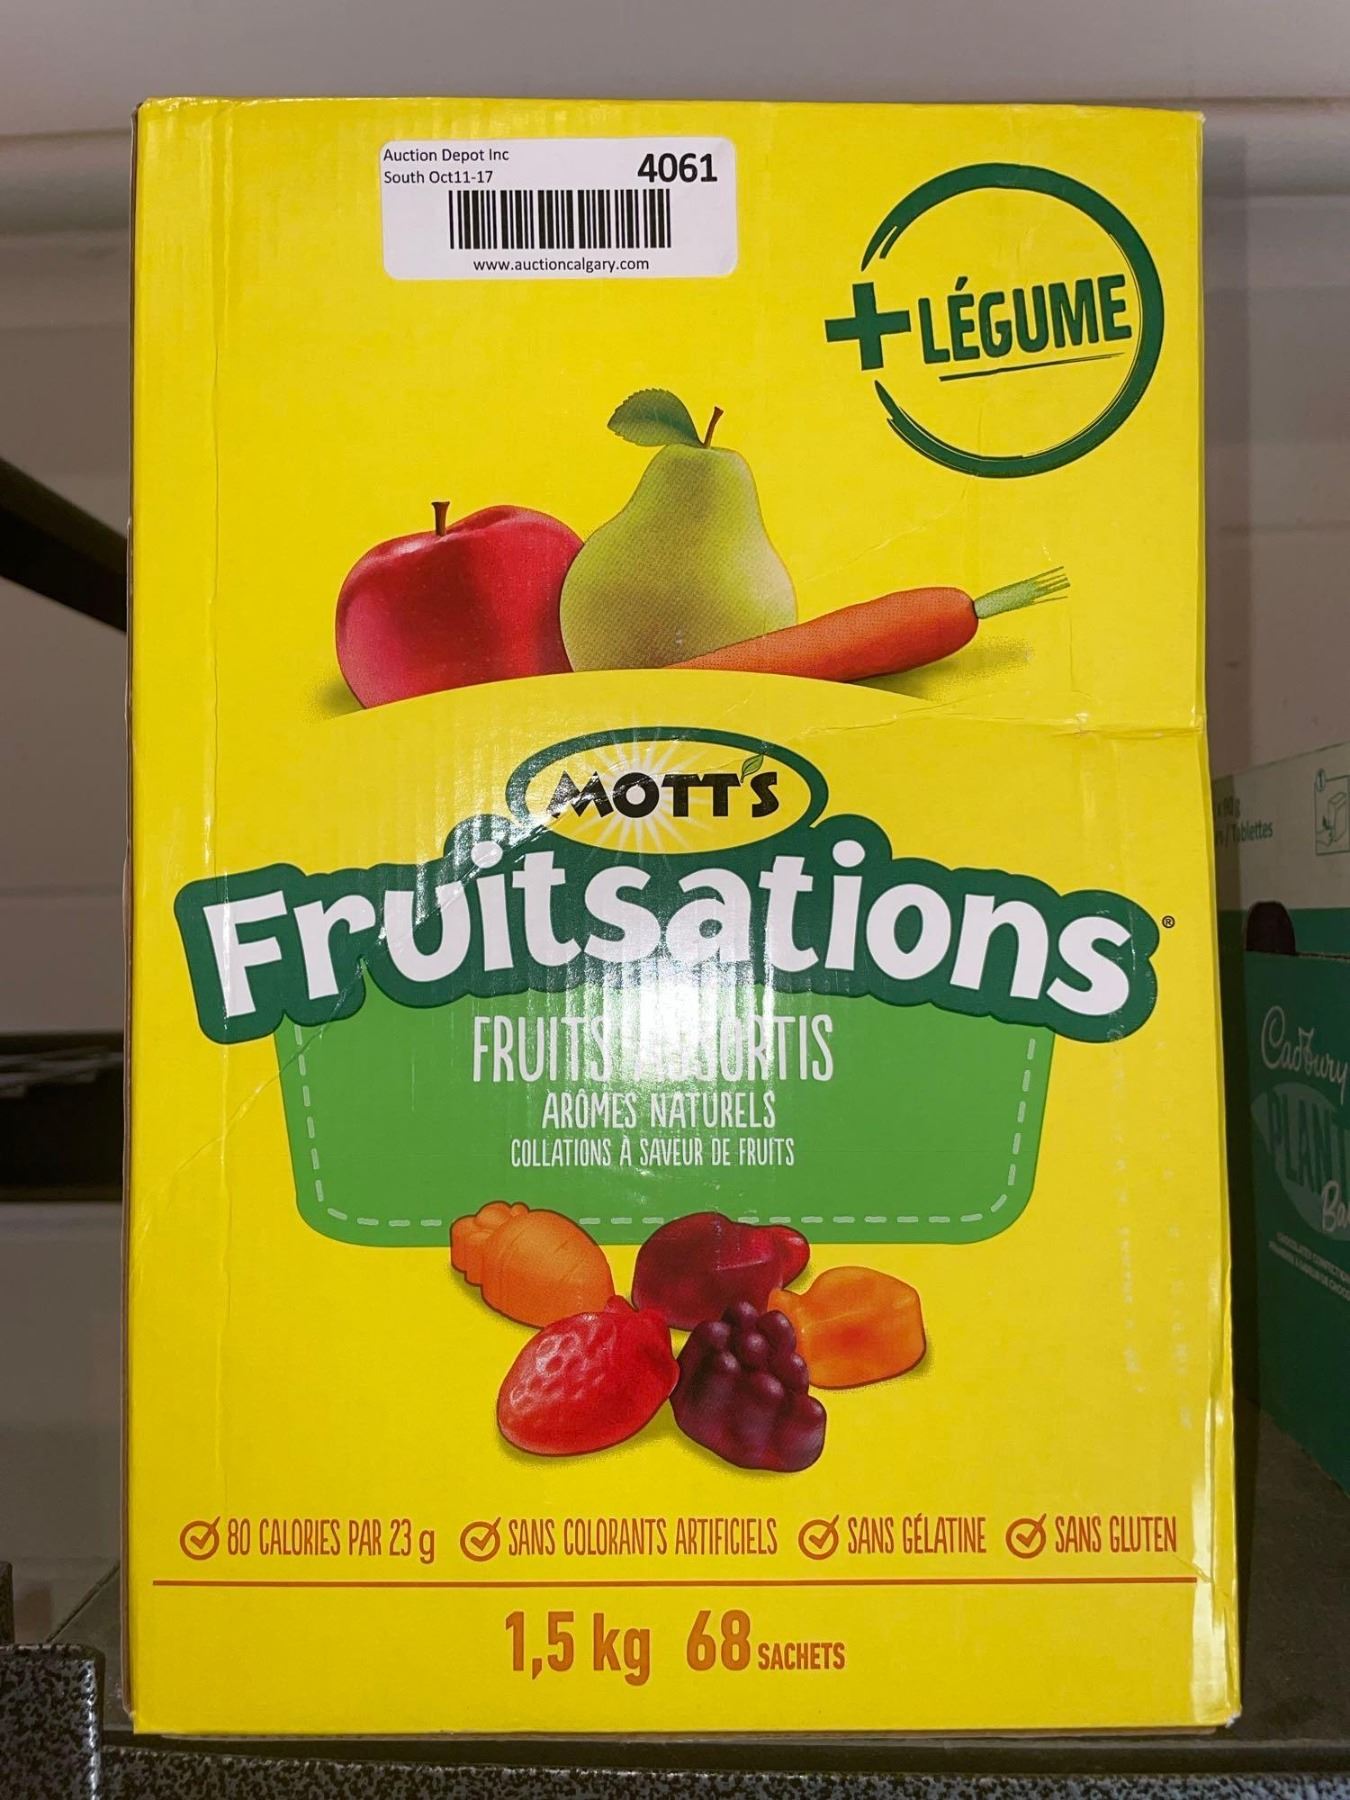 Auction Depot Inc
South Oct11-17
4061
www.auctioncalgary.com
+LÉGUME
MOTT'S
Fruitsations®
FRUITS ASSORTIS
ARÔMES NATURELS
COLLATIONS À SAVEUR DE FRUITS
80 CALORIES PAR 23 g
SANS COLORANTS ARTIFICIELS
SANS GÉLATINE
SANS GLUTEN
1,5 kg 68 SACHETS
Tablettes
Cadbury